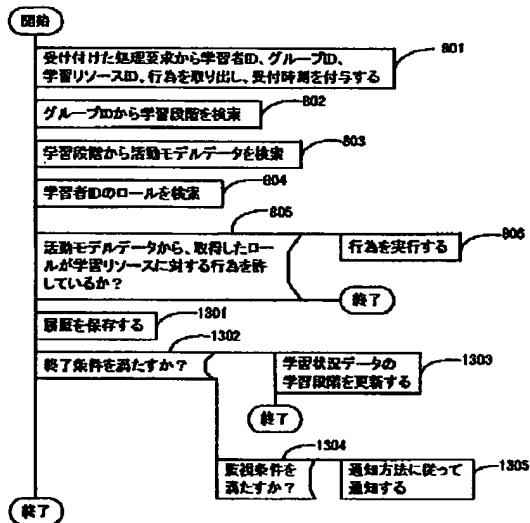 開始
受け付けた処理要求から学習者ID、グループID、
学習リソースID、行為を取り出し、受付時刻を付与する
801
グループIDから学習段階を検索
802
学習段階から活動モデルデータを検索
803
学習者IDのロールを検索
804
805
活動モデルデータから、取得したロー
ルが学習リソースに対する行為を許
しているか?
行為を実行する
806
終了
履歴を保存する
1301
1302
終了条件を満たすか?
学習状況データの
学習段階を更新する
1303
終了
1304
監視条件を
満たすか?
通知方法に従って
通知する
1305
終了